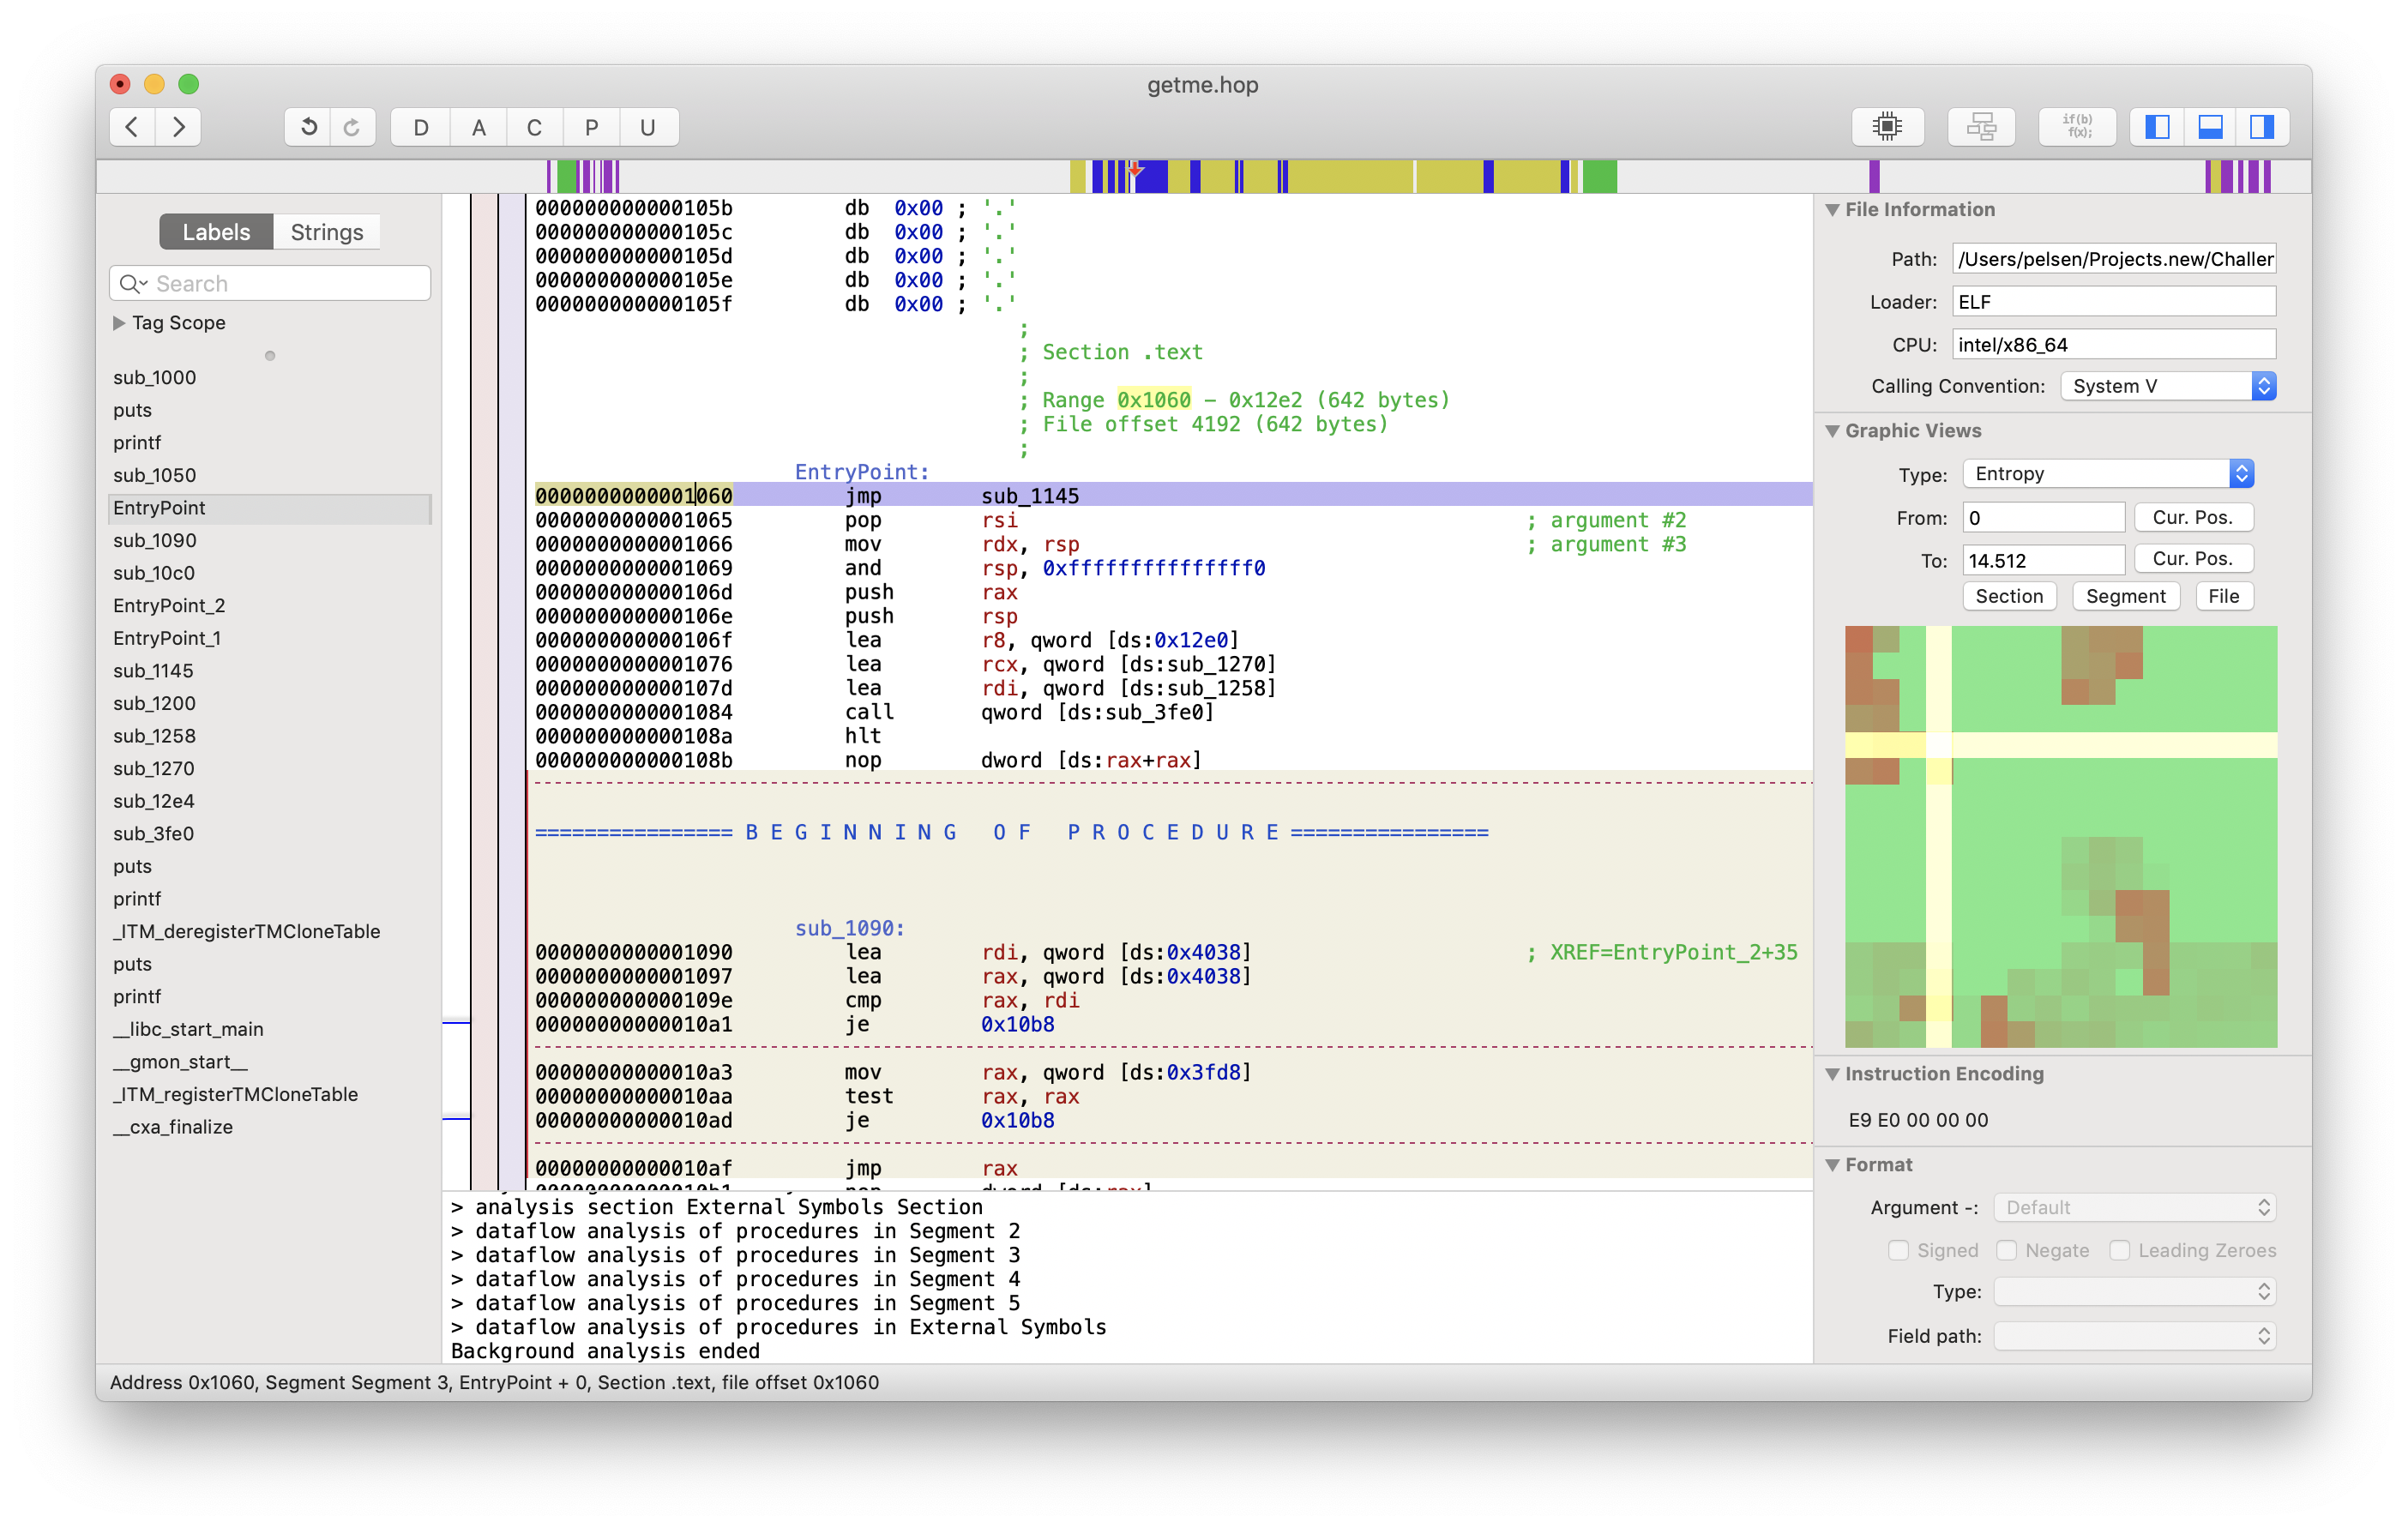 getme.hop
D A C P U
if(b)
f(x);
Labels Strings
Search
Tag Scope
sub_1000
puts
printf
sub_1050
EntryPoint
sub_1090
sub_10c0
EntryPoint_2
EntryPoint_1
sub_1145
sub_1200
sub_1258
sub_1270
sub_12e4
sub_3fe0
puts
printf
_ITM_deregisterTMCloneTable
puts
printf
__libc_start_main
__gmon_start__
_ITM_registerTMCloneTable
__cxa_finalize
000000000000105b db 0x00 ; '.'
000000000000105c db 0x00 ; '.'
000000000000105d db 0x00 ; '.'
000000000000105e db 0x00 ; '.'
000000000000105f db 0x00 ; '.'
;
; Section .text
;
; Range 0x1060 – 0x12e2 (642 bytes)
; File offset 4192 (642 bytes)
;
EntryPoint:
0000000000001060 jmp sub_1145
0000000000001065 pop rsi ; argument #2
0000000000001066 mov rdx, rsp ; argument #3
0000000000001069 and rsp, 0xfffffffffffffff0
000000000000106d push rax
000000000000106e push rsp
000000000000106f lea r8, qword [ds:0x12e0]
0000000000001076 lea rcx, qword [ds:sub_1270]
000000000000107d lea rdi, qword [ds:sub_1258]
0000000000001084 call qword [ds:sub_3fe0]
000000000000108a hlt
000000000000108b nop dword [ds:rax+rax]
================ B E G I N N I N G   O F   P R O C E D U R E ================
sub_1090:
0000000000001090 lea rdi, qword [ds:0x4038] ; XREF=EntryPoint_2+35
0000000000001097 lea rax, qword [ds:0x4038]
000000000000109e cmp rax, rdi
00000000000010a1 je 0x10b8
00000000000010a3 mov rax, qword [ds:0x3fd8]
00000000000010aa test rax, rax
00000000000010ad je 0x10b8
00000000000010af jmp rax
00000000000010b1 nop dword [ds:rax]
> analysis section External Symbols Section
> dataflow analysis of procedures in Segment 2
> dataflow analysis of procedures in Segment 3
> dataflow analysis of procedures in Segment 4
> dataflow analysis of procedures in Segment 5
> dataflow analysis of procedures in External Symbols
Background analysis ended
File Information
Path: /Users/pelsen/Projects.new/Challer
Loader: ELF
CPU: intel/x86_64
Calling Convention: System V
Graphic Views
Type: Entropy
From: 0 Cur. Pos.
To: 14.512 Cur. Pos.
Section Segment File
Instruction Encoding
E9 E0 00 00 00
Format
Argument -: Default
Signed Negate Leading Zeroes
Type:
Field path:
Address 0x1060, Segment Segment 3, EntryPoint + 0, Section .text, file offset 0x1060